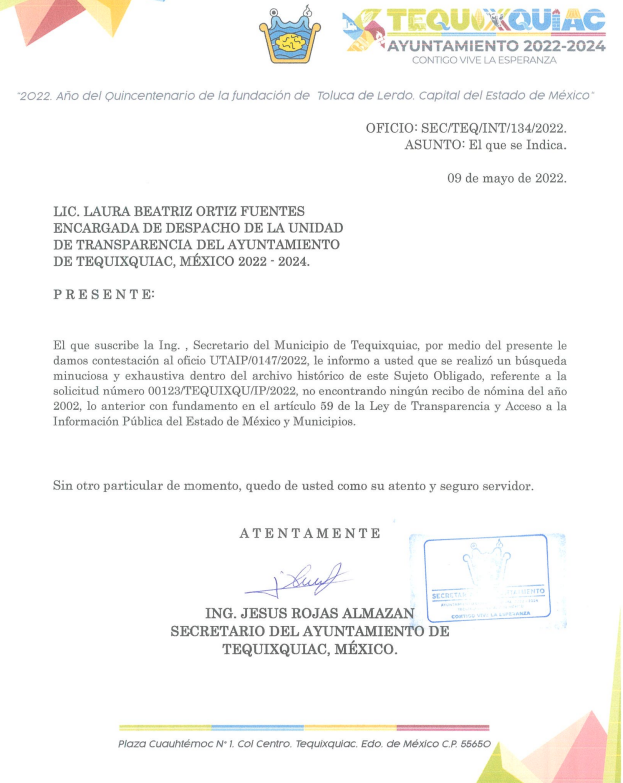 TEQUIXQUIAC
AYUNTAMIENTO 2022-2024
CONTIGO VIVE LA ESPERANZA
"2022. Año del Quincentenario de la fundación de Toluca de Lerdo. Capital del Estado de México"
OFICIO: SEC/TEQ/INT/134/2022.
ASUNTO: El que se Indica.
09 de mayo de 2022.
LIC. LAURA BEATRIZ ORTIZ FUENTES
ENCARGADA DE DESPACHO DE LA UNIDAD
DE TRANSPARENCIA DEL AYUNTAMIENTO
DE TEQUIXQUIAC, MÉXICO 2022 - 2024.
P R E S E N T E:
El que suscribe la Ing. , Secretario del Municipio de Tequixquiac, por medio del presente le
damos contestación al oficio UTAIP/0147/2022, le informo a usted que se realizó un búsqueda
minuciosa y exhaustiva dentro del archivo histórico de este Sujeto Obligado, referente a la
solicitud número 00123/TEQUIXQU/IP/2022, no encontrando ningún recibo de nómina del año
2002, lo anterior con fundamento en el artículo 59 de la Ley de Transparencia y Acceso a la
Información Pública del Estado de México y Municipios.
Sin otro particular de momento, quedo de usted como su atento y seguro servidor.
A T E N T A M E N T E
ING. JESUS ROJAS ALMAZAN
SECRETARIO DEL AYUNTAMIENTO DE
TEQUIXQUIAC, MÉXICO.
CONTIGO VIVE LA ESPERANZA
Plaza Cuauhtémoc N° 1. Col Centro. Tequixquiac. Edo. de México C.P. 55650